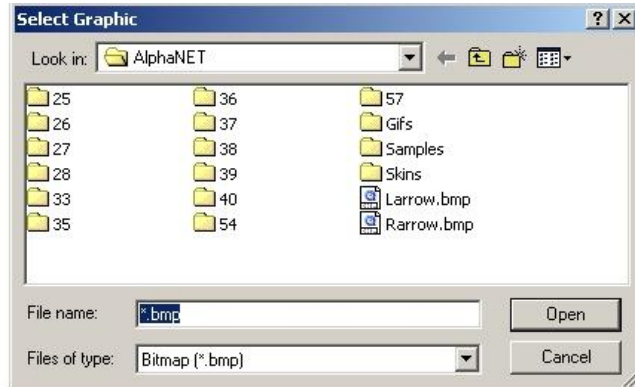 Select Graphic
Look in: AlphaNET
25 36 57
26 37 Gifs
27 38 Samples
28 39 Skins
33 40 Larrow.bmp
35 54 Rarrow.bmp
File name: *.bmp Open
Files of type: Bitmap (*.bmp) Cancel